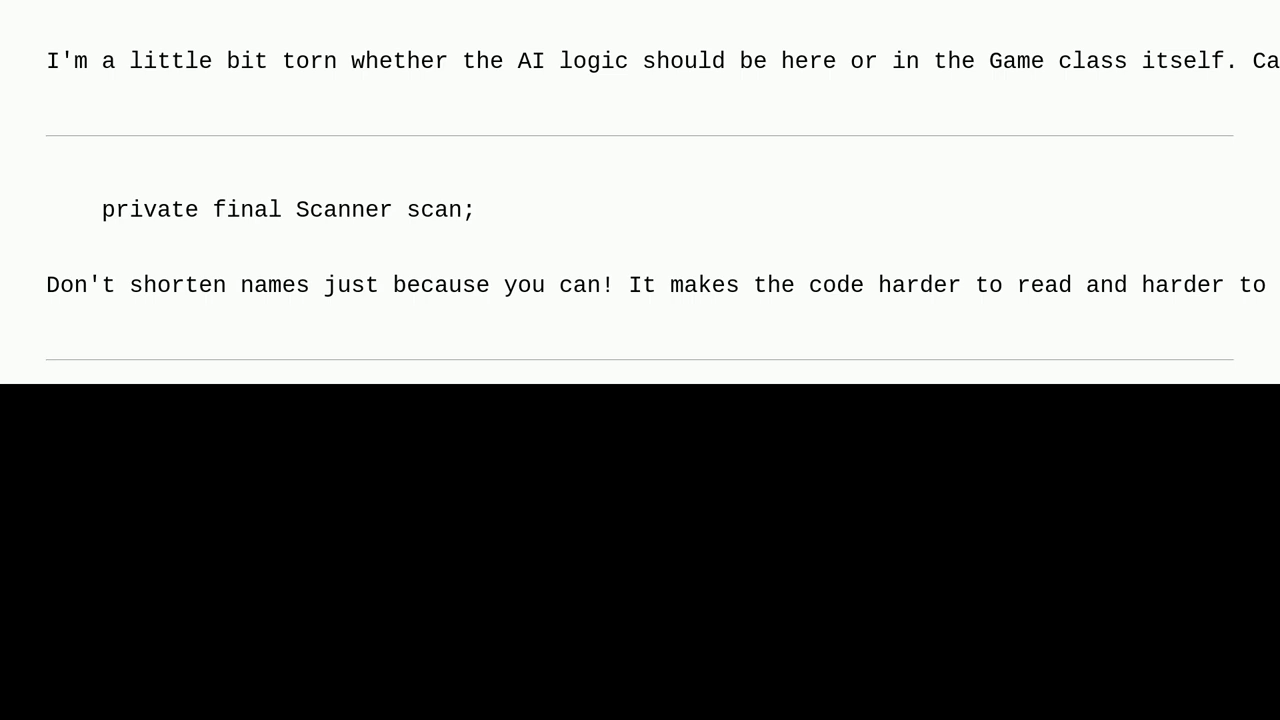 I'm a little bit torn whether the AI logic should be here or in the Game class itself. Ca
private final Scanner scan;
Don't shorten names just because you can! It makes the code harder to read and harder to